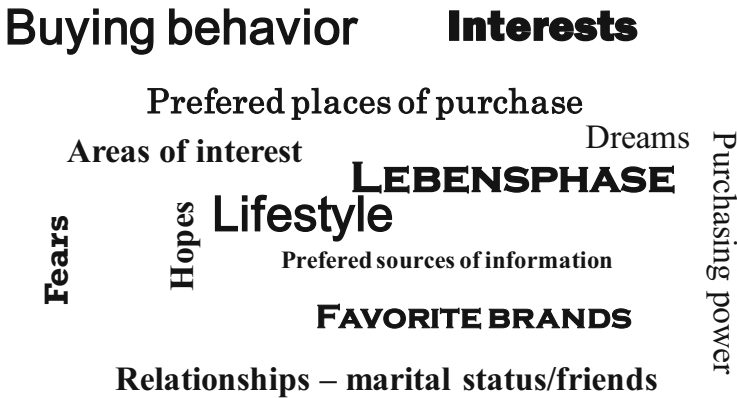 Buying behavior
Interests
Prefered places of purchase
Dreams
Areas of interest
LEBENSPHASE
Purchasing power
Lifestyle
Hopes
Fears
Prefered sources of information
FAVORITE BRANDS
Relationships – marital status/friends